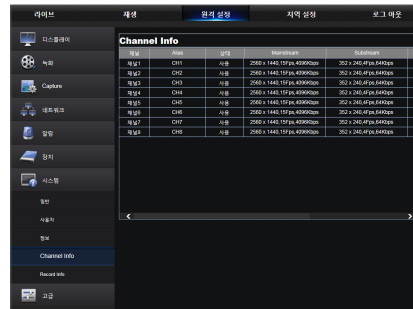 라이브 재생 원격 설정 지역 설정 로그 아웃
디스플레이
녹화
Capture
네트워크
알람
장치
시스템
일반
사용자
정보
Channel Info
Record Info
고급
Channel Info
채널 Alias 상태 Mainstream Substream
채널1 CH1 사용 2560 x 1440,15Fps,4096Kbps 352 x 240,4Fps,64Kbps
채널2 CH2 사용 2560 x 1440,15Fps,4096Kbps 352 x 240,4Fps,64Kbps
채널3 CH3 사용 2560 x 1440,15Fps,4096Kbps 352 x 240,4Fps,64Kbps
채널4 CH4 사용 2560 x 1440,15Fps,4096Kbps 352 x 240,4Fps,64Kbps
채널5 CH5 사용 2560 x 1440,15Fps,4096Kbps 352 x 240,4Fps,64Kbps
채널6 CH6 사용 2560 x 1440,15Fps,4096Kbps 352 x 240,4Fps,64Kbps
채널7 CH7 사용 2560 x 1440,15Fps,4096Kbps 352 x 240,4Fps,64Kbps
채널8 CH8 사용 2560 x 1440,15Fps,4096Kbps 352 x 240,4Fps,64Kbps